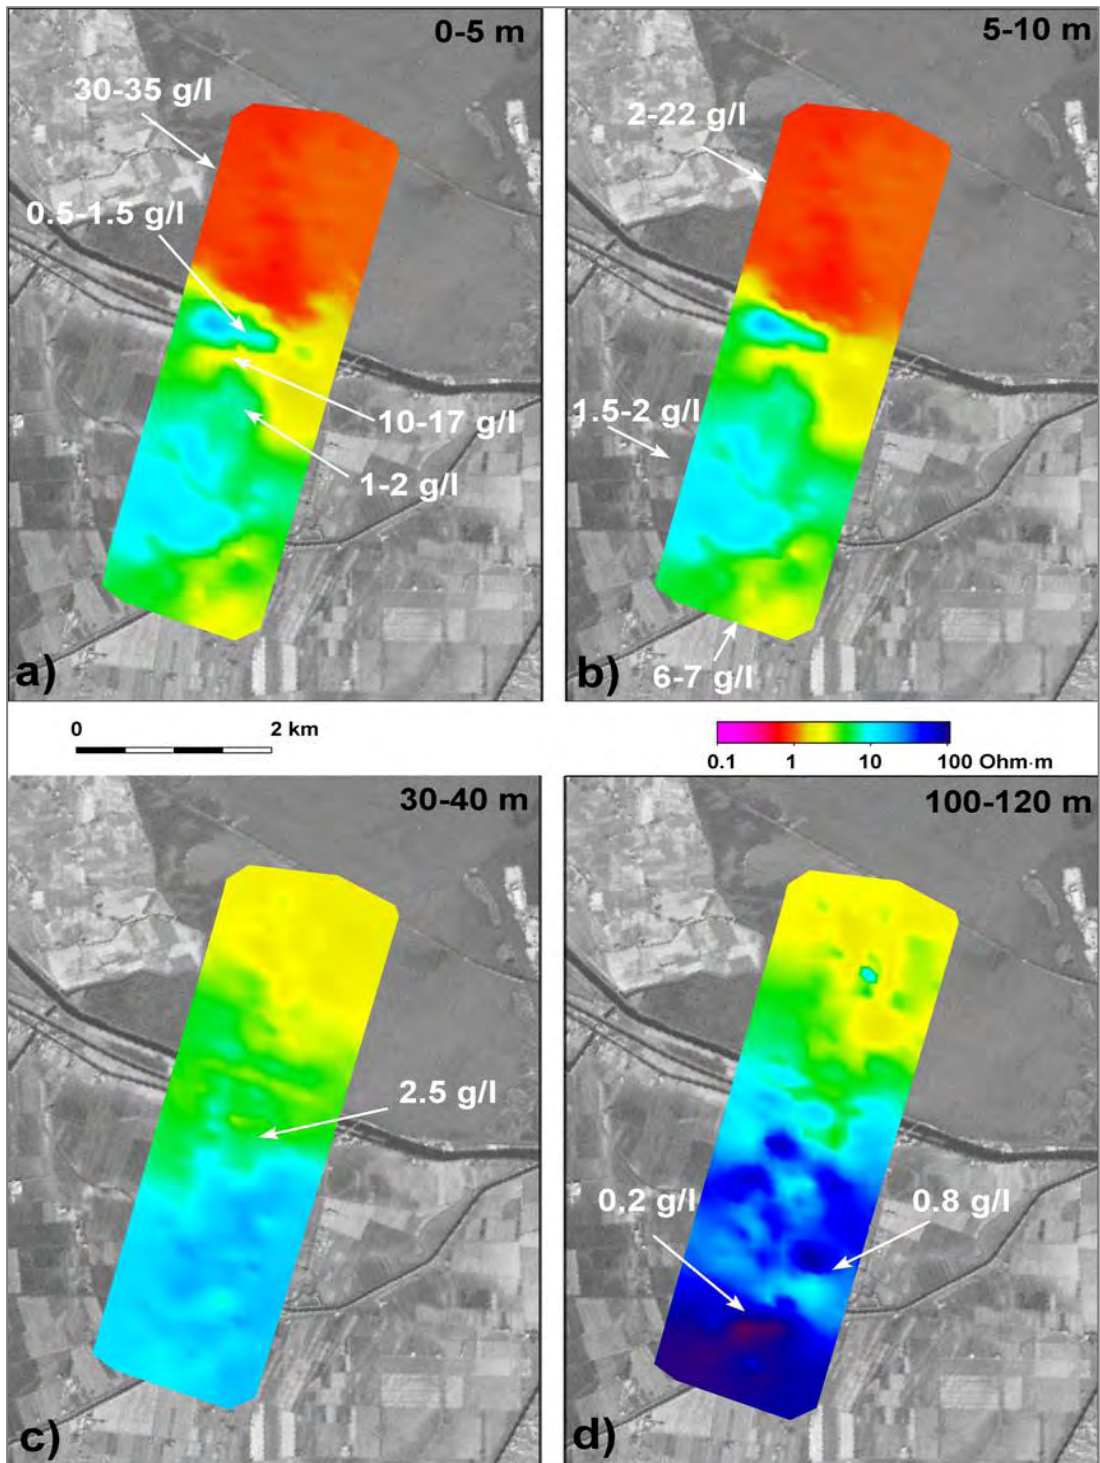 0-5 m
30-35 g/l
0.5-1.5 g/l
10-17 g/l
1-2 g/l
a)
5-10 m
2-22 g/l
1.5-2 g/l
6-7 g/l
b)
0 2 km
0.1 1 10 100 Ohm·m
30-40 m
2.5 g/l
c)
100-120 m
0.2 g/l
0.8 g/l
d)